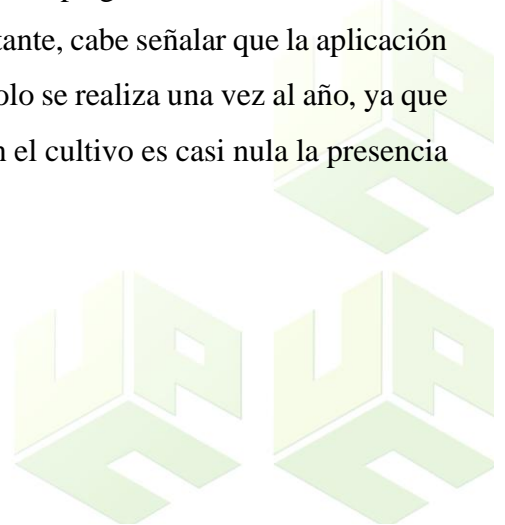 tante, cabe señalar que la aplicación
olo se realiza una vez al año, ya que
el cultivo es casi nula la presencia